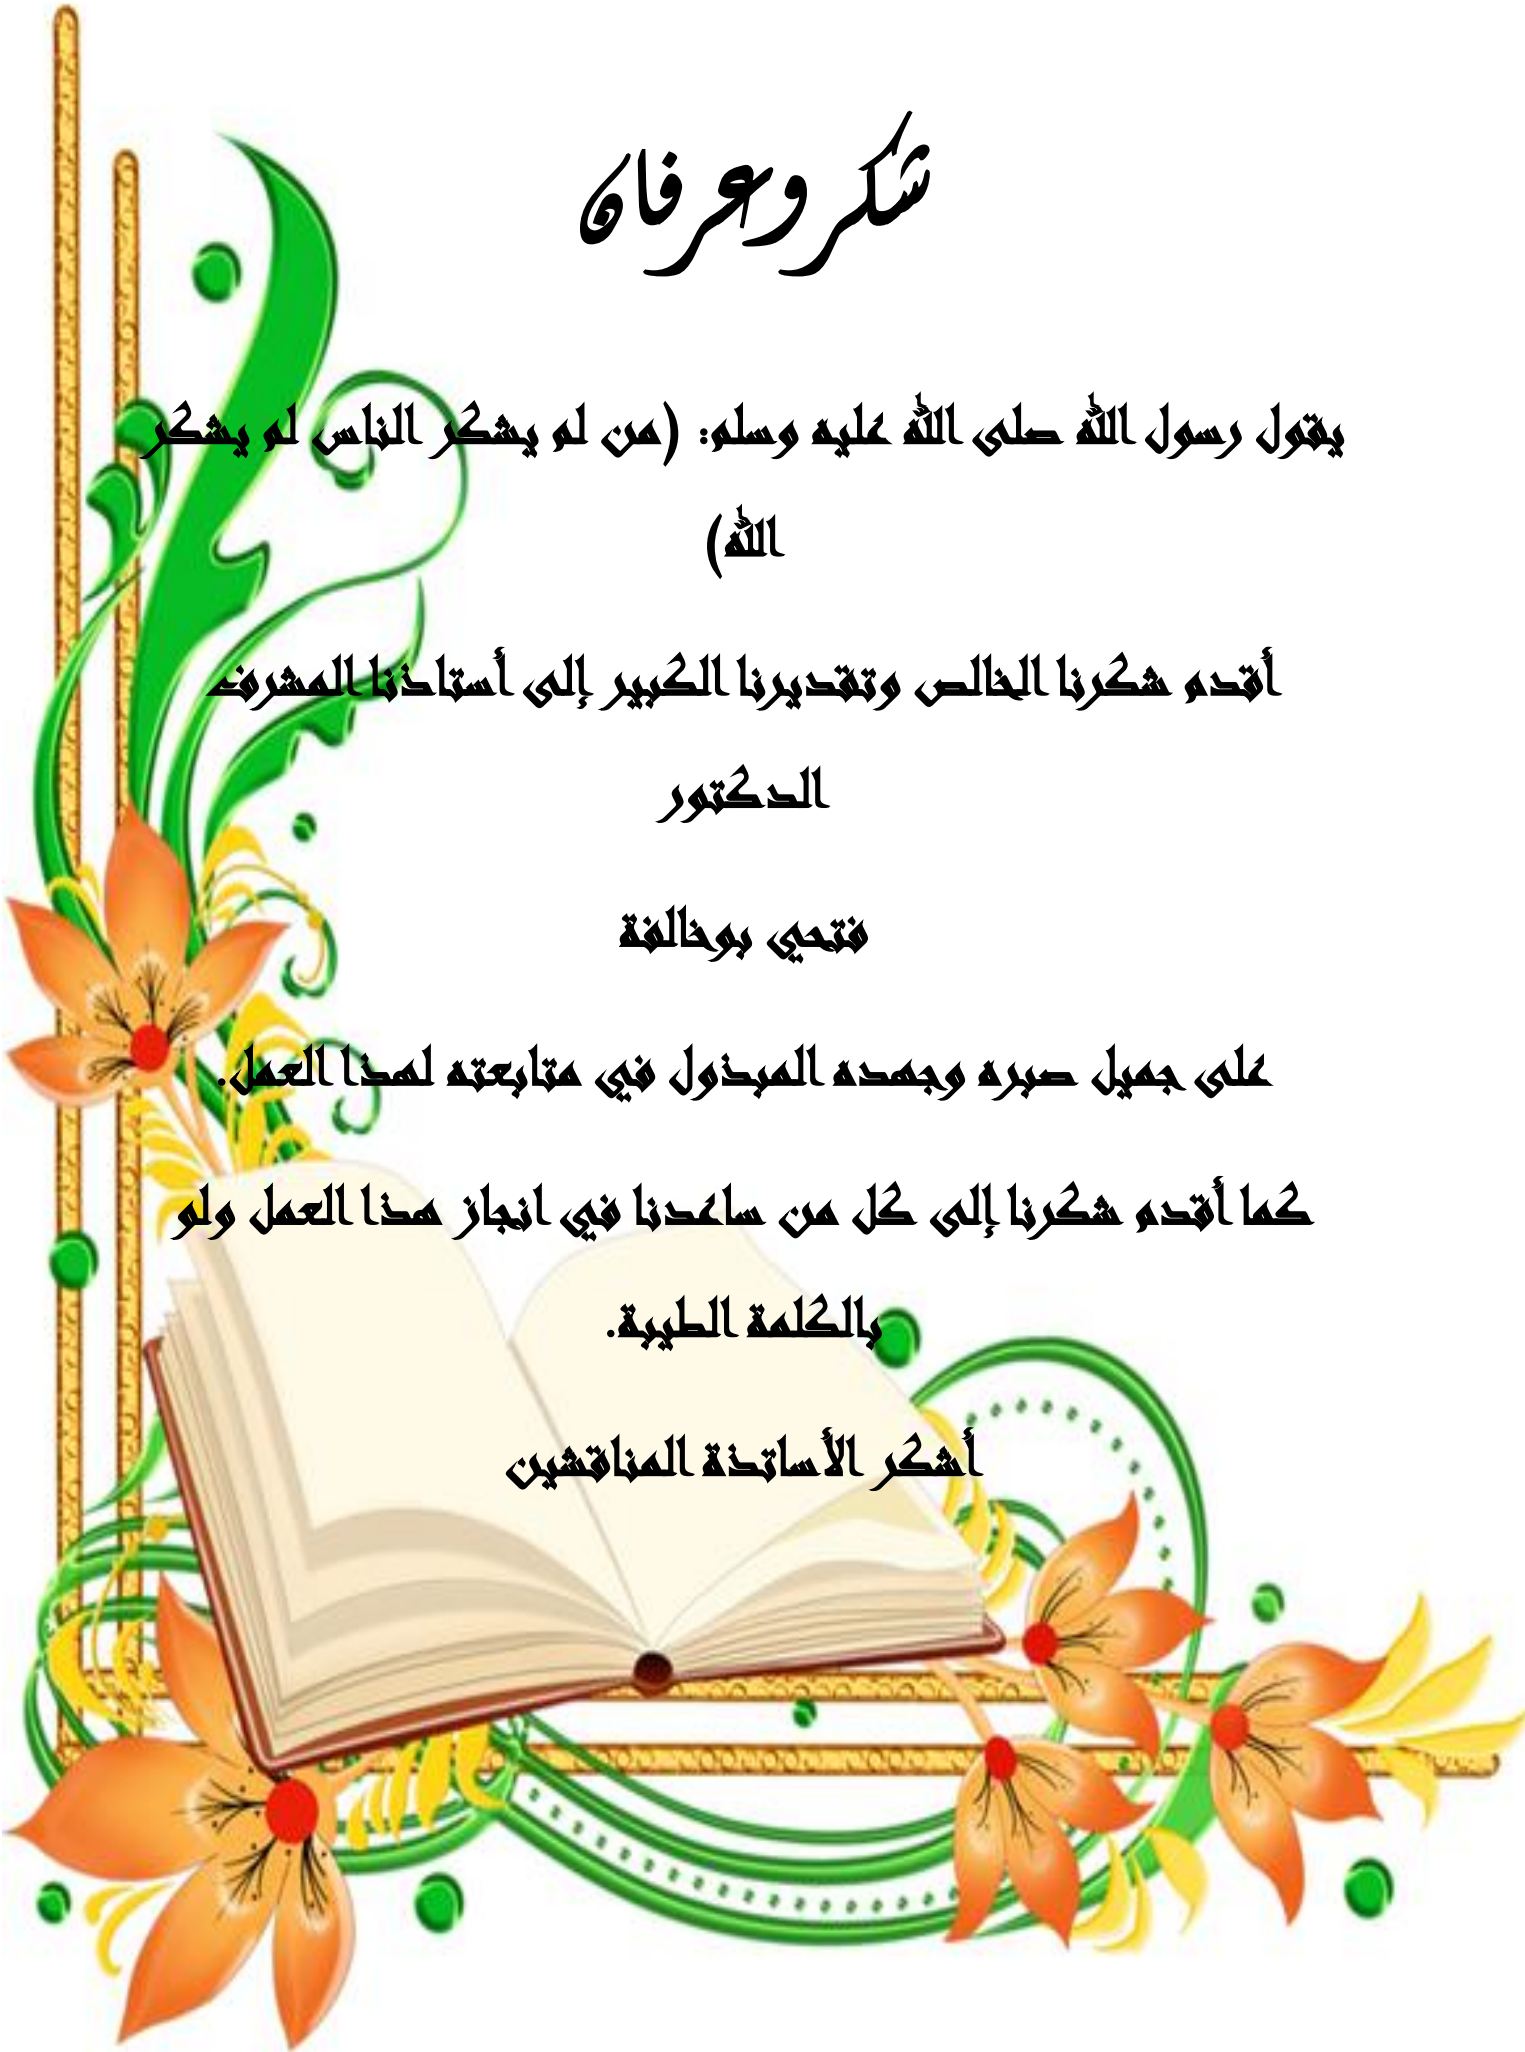 شكر وعرفان
يقول رسول الله صلى الله عليه وسلم: (من لم يشكر الناس لم يشكر
الله)
أقدم شكرنا الخالص وتقديرنا الكبير إلى أستاذنا المشرف
الدكتور
فتحي بوخالفة
على جميل صبره وجهده المبذول في متابعته لهذا العمل.
كما أقدم شكرنا إلى كل من ساعدنا في انجاز هذا العمل ولو
بالكلمة الطيبة.
أشكر الأساتذة المناقشين